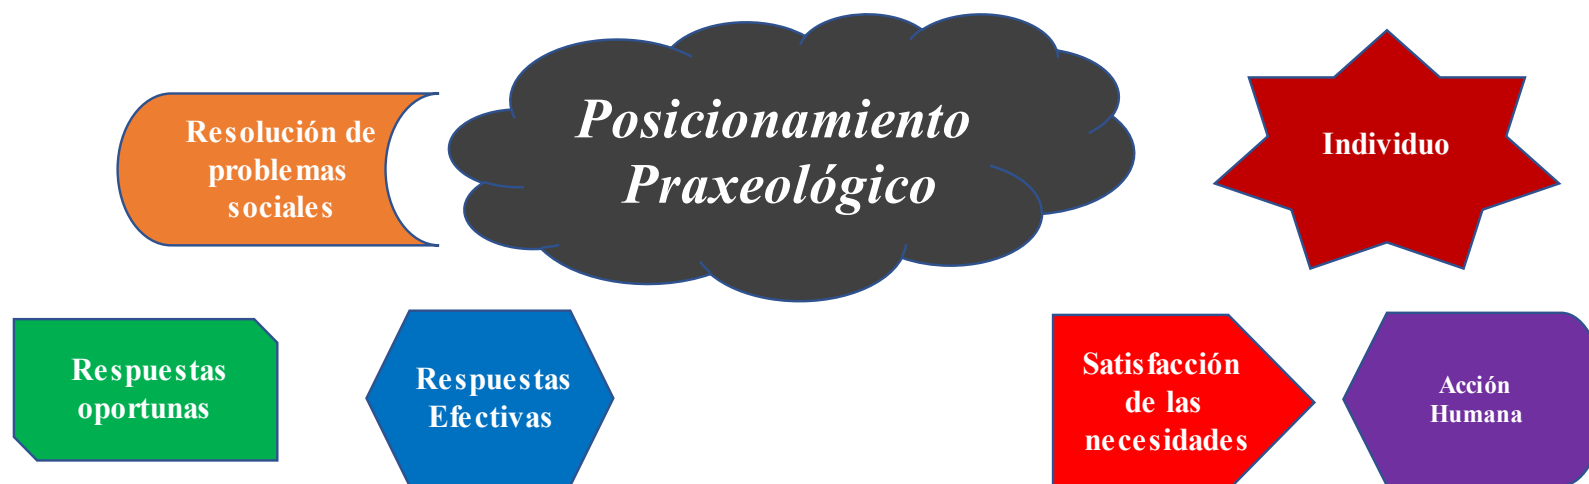 Posicionamiento
Praxeológico
Resolución de
problemas
sociales
Individuo
Respuestas
oportunas
Respuestas
Efectivas
Satisfacción
de las
necesidades
Acción
Humana